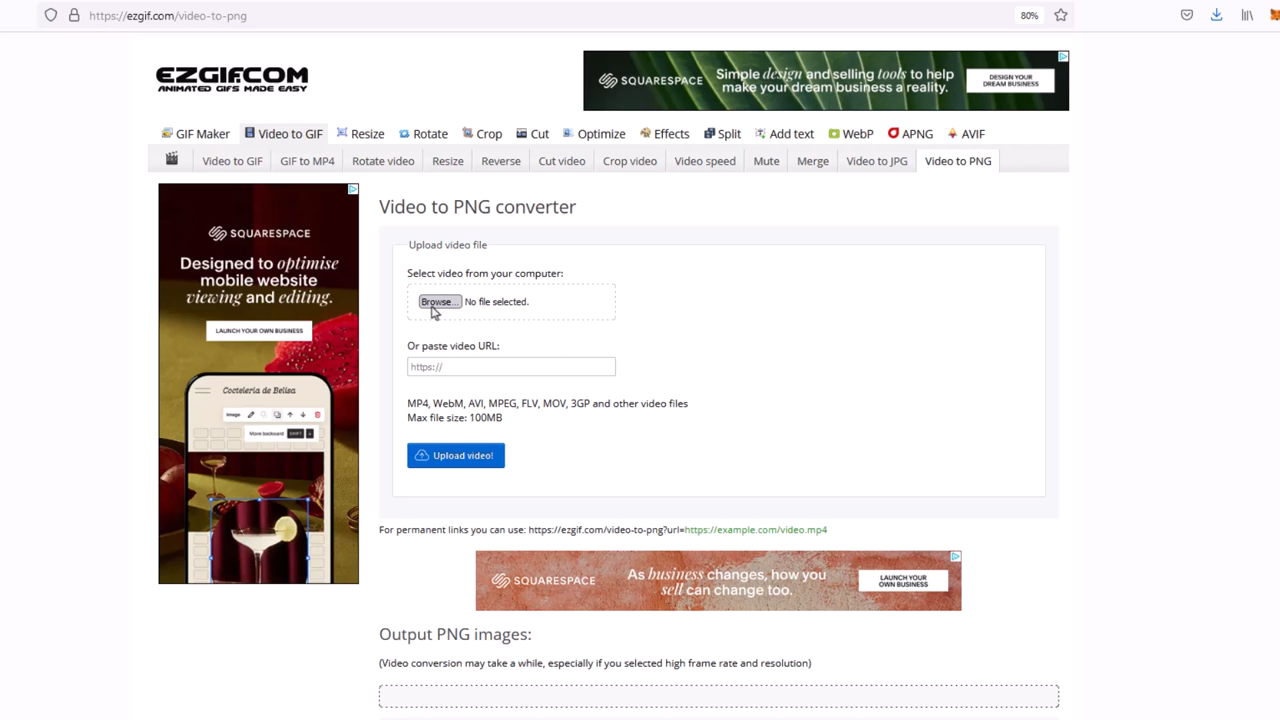 https://ezgif.com/video-to-png
80%
EZGIF.COM
ANIMATED GIFS MADE EASY
SQUARESPACE
Simple design and selling tools to help
make your dream business a reality.
DESIGN YOUR
DREAM BUSINESS
GIF Maker
Video to GIF
Resize
Rotate
Crop
Cut
Optimize
Effects
Split
Add text
WebP
APNG
AVIF
Video to GIF
GIF to MP4
Rotate video
Resize
Reverse
Cut video
Crop video
Video speed
Mute
Merge
Video to JPG
Video to PNG
SQUARESPACE
Designed to optimise
mobile website
viewing and editing.
LAUNCH YOUR OWN BUSINESS
Coctelería de Belisa
Image
Move backward
SHIFT
Video to PNG converter
Upload video file
Select video from your computer:
Browse...
No file selected.
Or paste video URL:
https://
MP4, WebM, AVI, MPEG, FLV, MOV, 3GP and other video files
Max file size: 100MB
Upload video!
For permanent links you can use: https://ezgif.com/video-to-png?url=https://example.com/video.mp4
SQUARESPACE
As business changes, how you
sell can change too.
LAUNCH YOUR
OWN BUSINESS
Output PNG images:
(Video conversion may take a while, especially if you selected high frame rate and resolution)